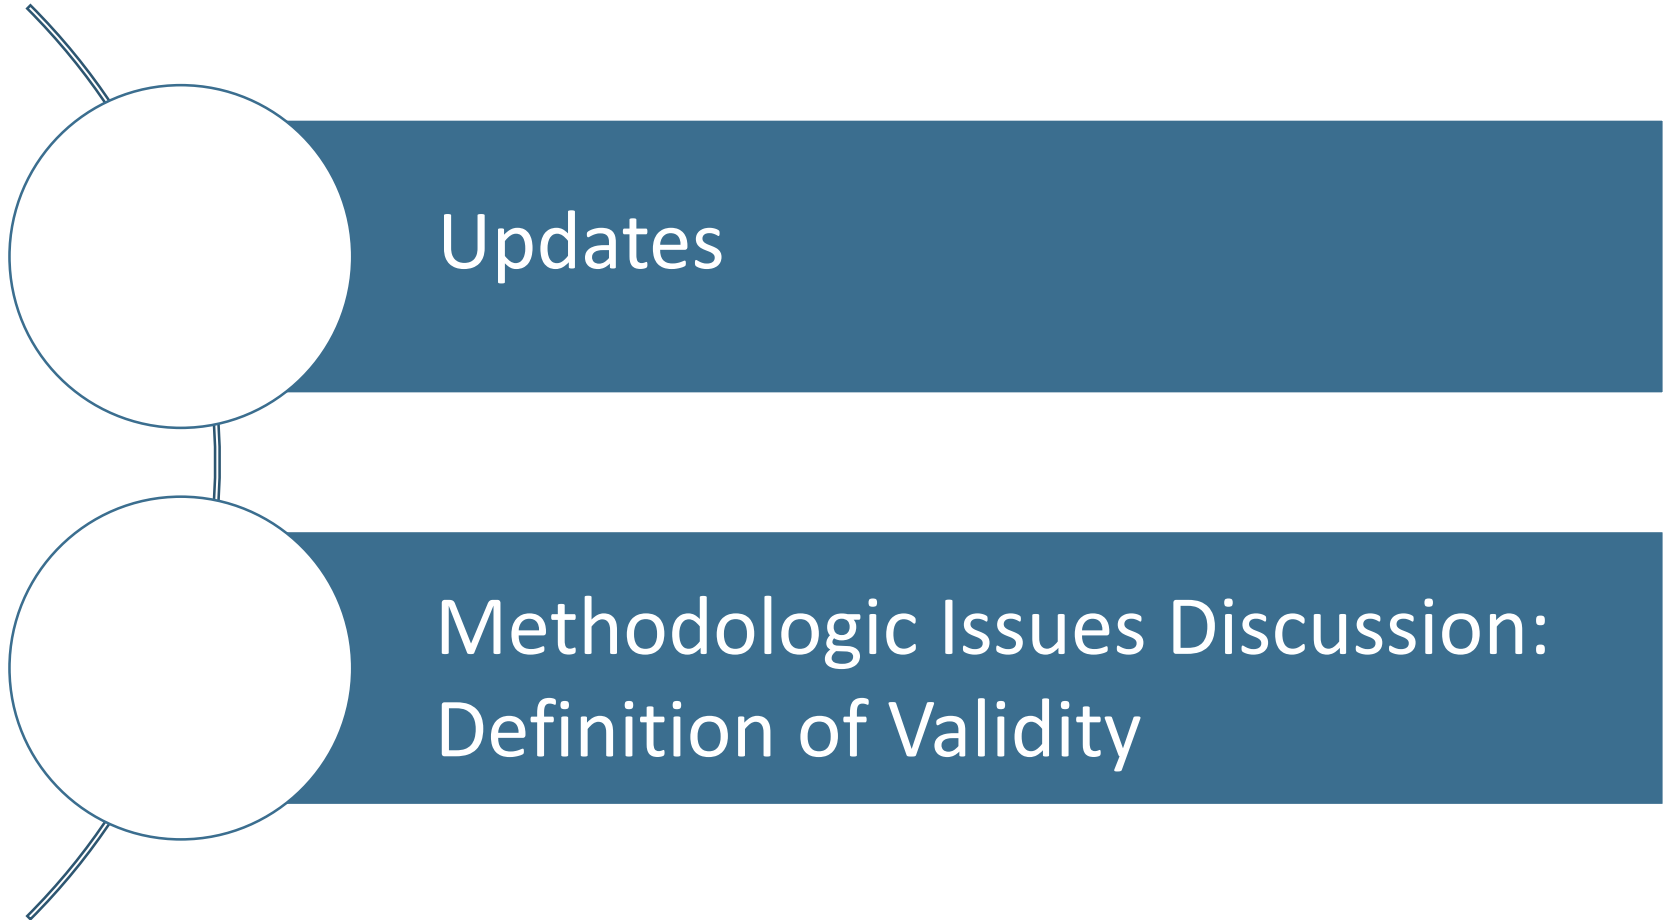 Updates
Methodologic Issues Discussion:
Definition of Validity